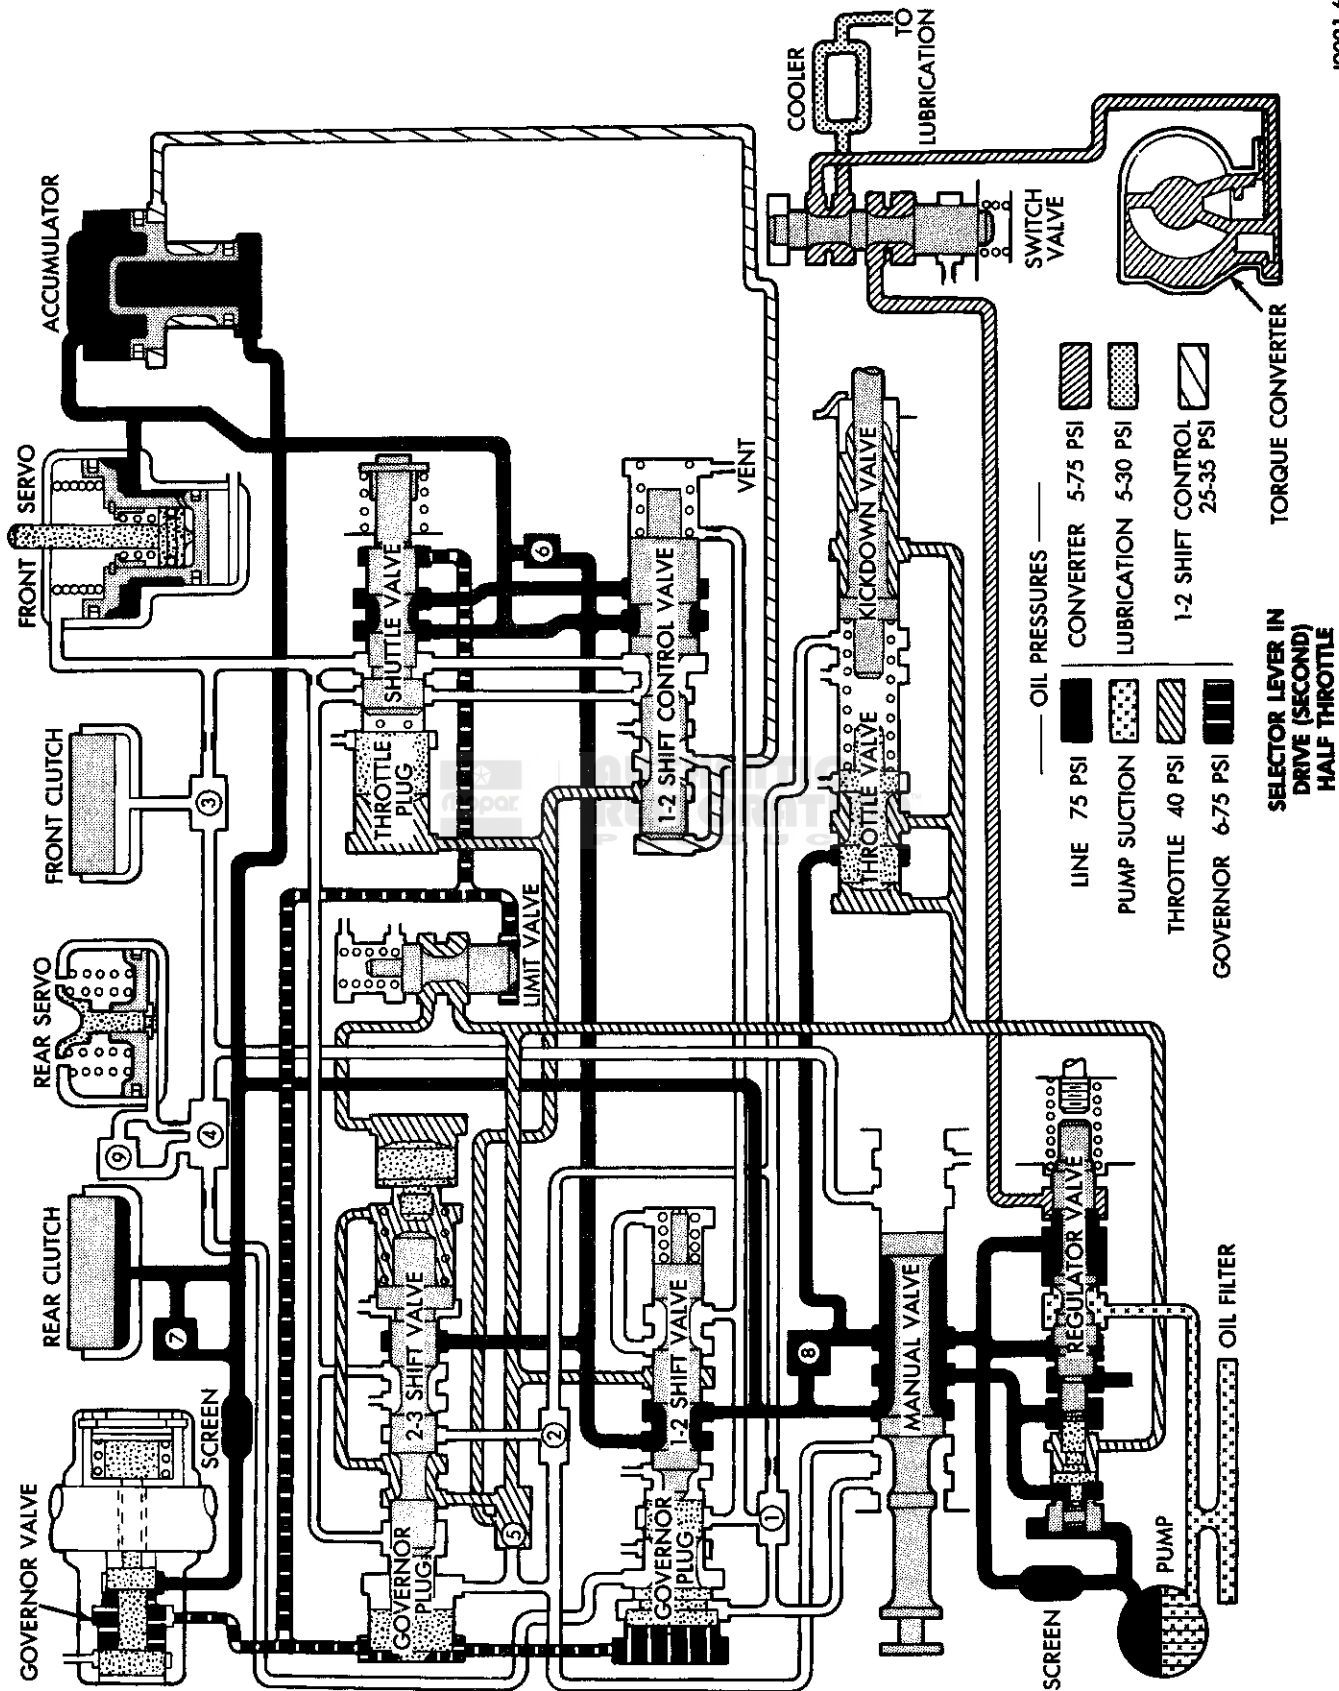 GOVERNOR VALVE
SCREEN
REAR CLUTCH
REAR SERVO
FRONT CLUTCH
FRONT SERVO
ACCUMULATOR
7
9
4
3
GOVERNOR
PLUG
2-3 SHIFT VALVE
LIMIT VALVE
THROTTLE
PLUG
SHUTTLE VALVE
5
2
6
GOVERNOR
PLUG
1-2 SHIFT VALVE
1-2 SHIFT CONTROL VALVE
VENT
1
8
MANUAL VALVE
THROTTLE VALVE
KICKDOWN VALVE
SWITCH
VALVE
COOLER
TO
LUBRICATION
SCREEN
PUMP
REGULATOR VALVE
OIL FILTER
OIL PRESSURES
LINE 75 PSI
PUMP SUCTION
THROTTLE 40 PSI
GOVERNOR 6-75 PSI
CONVERTER 5-75 PSI
LUBRICATION 5-30 PSI
1-2 SHIFT CONTROL
25-35 PSI
TORQUE CONVERTER
SELECTOR LEVER IN
DRIVE (SECOND)
HALF THROTTLE
mopar